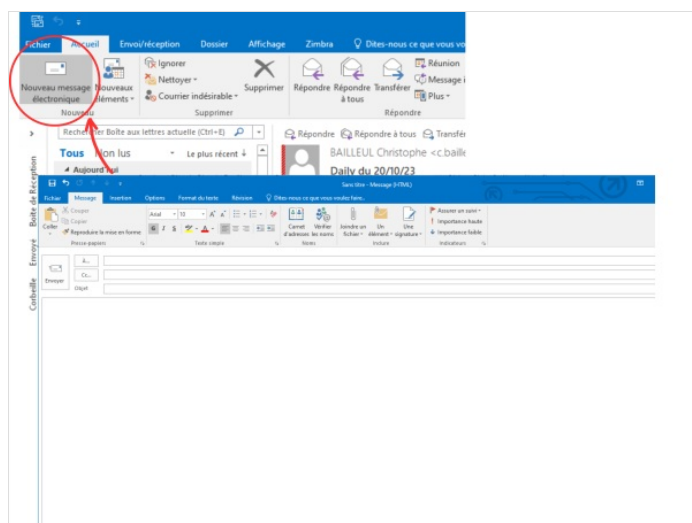 Fichier Accueil Envoi/réception Dossier Affichage Zimbra Dites-nous ce que vous vo
Nouveau message électronique
Nouveaux éléments
Ignorer
Nettoyer
Courrier indésirable
Supprimer
Répondre
Répondre à tous
Transférer
Réunion
Message i
Plus
Nouveau Supprimer Répondre
Rechercher Boîte aux lettres actuelle (Ctrl+E)
Répondre Répondre à tous Transfé
Tous Non lus Le plus récent
Aujourd'hui
BAILLEUL Christophe <c.baille
Daily du 20/10/23
Boîte de Réception
Envoyé
Corbeille
Sans titre - Message (HTML)
Fichier Message Insertion Options Format du texte Révision Dites-nous ce que vous voulez faire...
Coller
Couper
Copier
Reproduire la mise en forme
Arial 10
G I S
Carnet d'adresses
Vérifier les noms
Joindre un fichier
Un élément
Une signature
Assurer un suivi
Importance haute
Importance faible
Presse-papiers Texte simple Noms Inclure Indicateurs
Envoyer
À...
Cc...
Objet